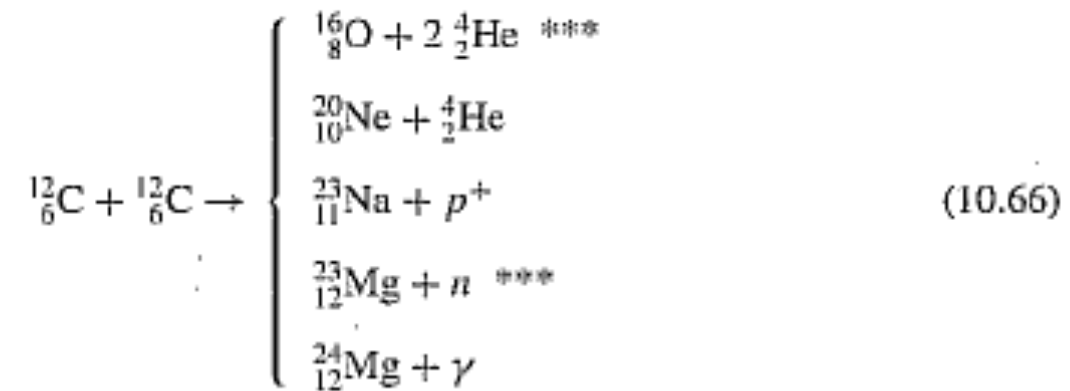 ¹⁶₈O + 2 ⁴₂He ***
²⁰₁₀Ne + ⁴₂He
¹²₆C + ¹²₆C → { ²³₁₁Na + p⁺ (10.66)
²³₁₂Mg + n ***
²⁴₁₂Mg + γ